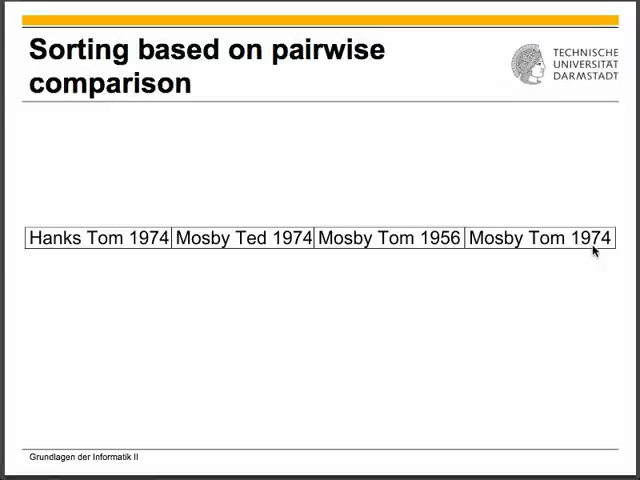 Sorting based on pairwise
comparison
TECHNISCHE
UNIVERSITÄT
DARMSTADT
Hanks Tom 1974 Mosby Ted 1974 Mosby Tom 1956 Mosby Tom 1974
Grundlagen der Informatik II